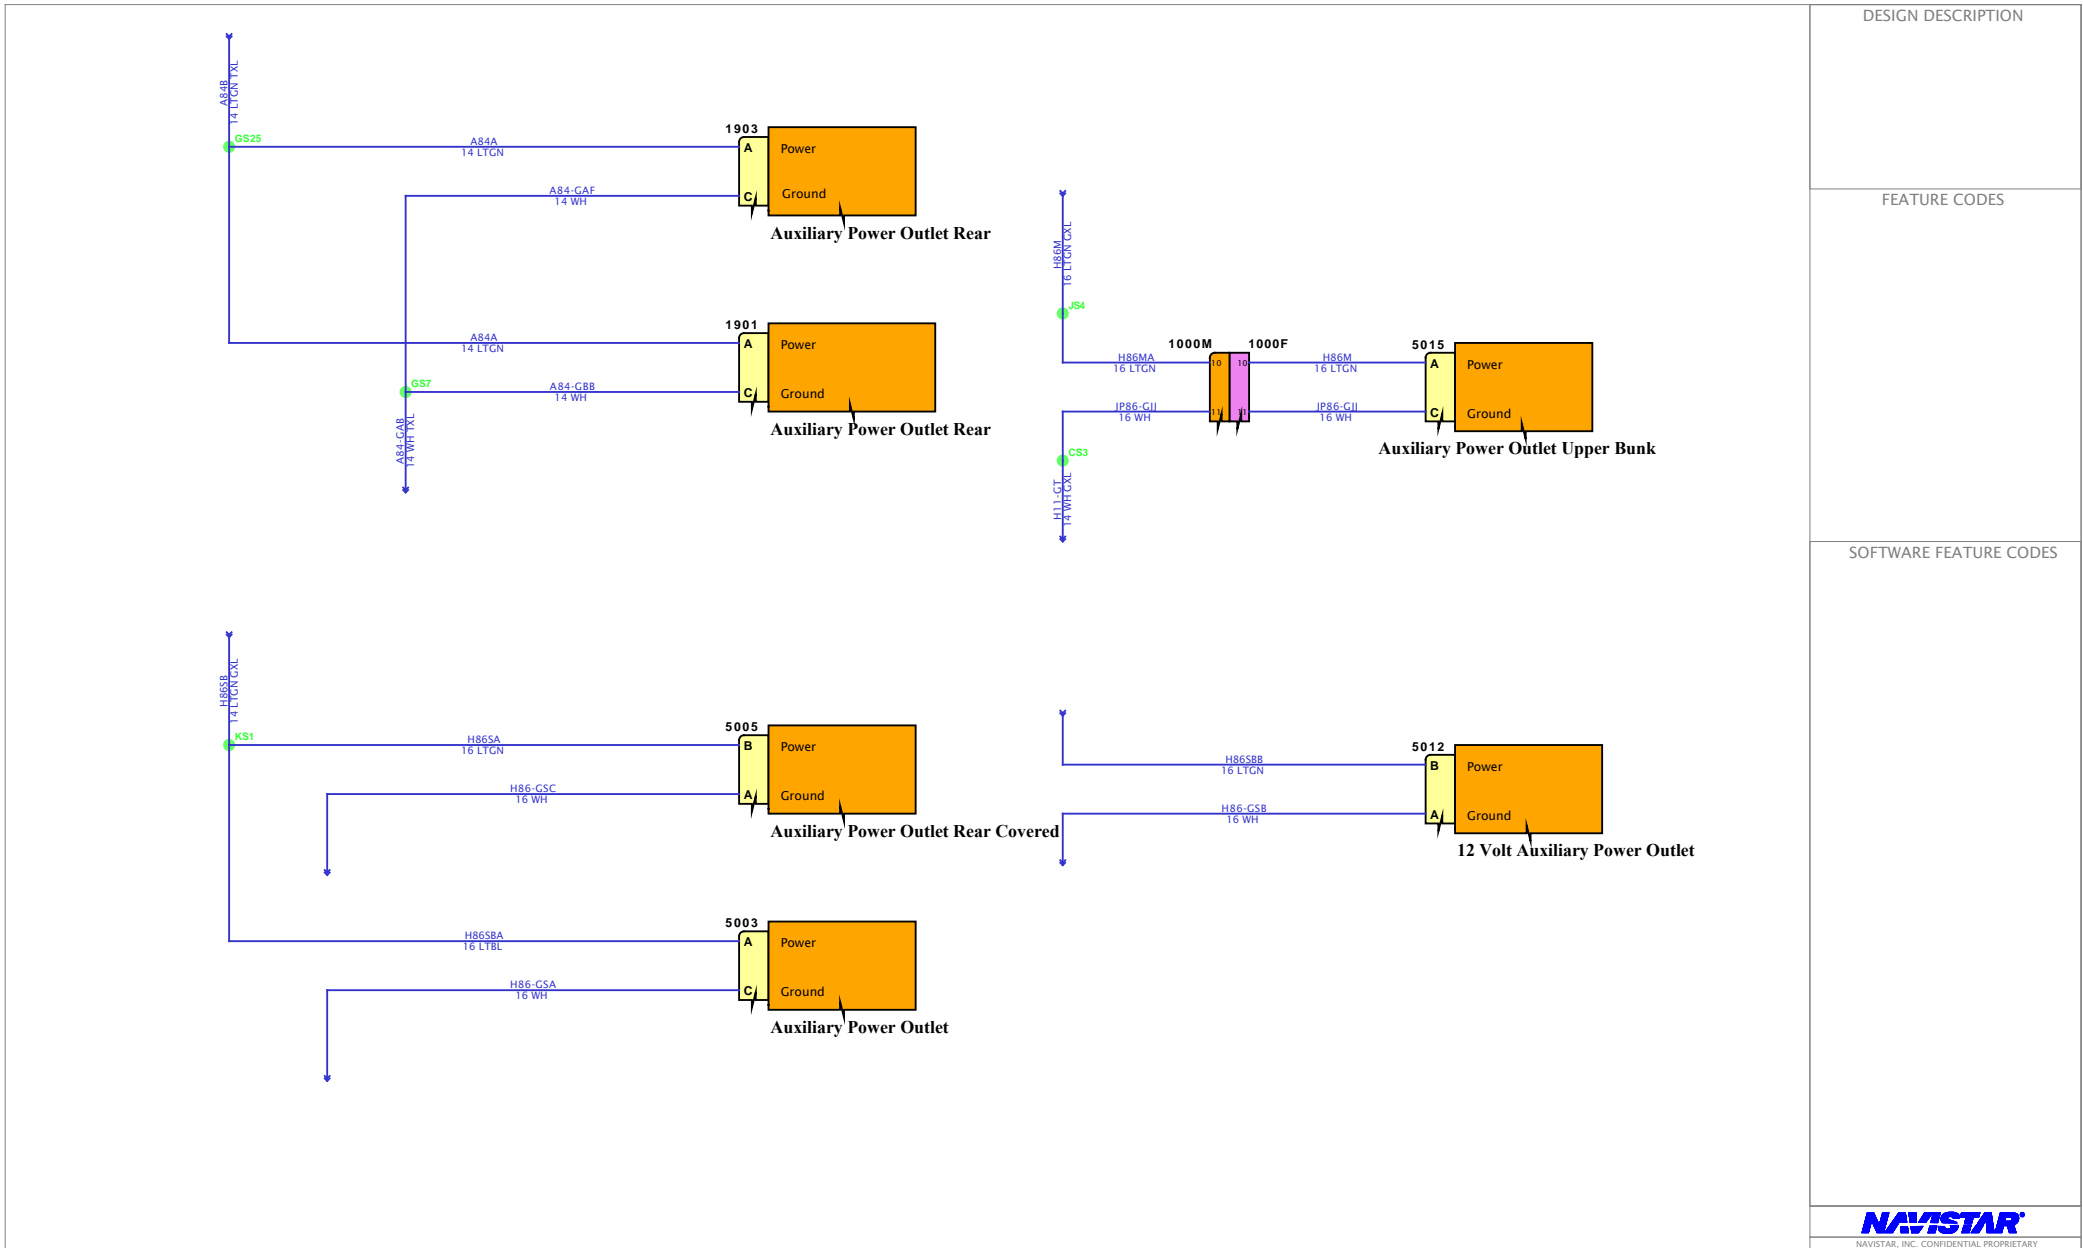 DESIGN DESCRIPTION
FEATURE CODES
SOFTWARE FEATURE CODES
A84B
14 LTGN TXL
GS25
A84A
14 LTGN
1903
A
Power
C
Ground
A84-GAF
14 WH
Auxiliary Power Outlet Rear
1901
A84A
14 LTGN
A
Power
GS7
A84-GBB
14 WH
C
Ground
Auxiliary Power Outlet Rear
A84-GAB
14 WH TXL
H86M
16 LTGN GXL
JS4
1000M
1000F
5015
H86MA
16 LTGN
10
10
H86M
16 LTGN
A
Power
JP86-GJJ
16 WH
11
11
JP86-GJJ
16 WH
C
Ground
Auxiliary Power Outlet Upper Bunk
CS3
H11-GT
14 WH GXL
H86SB
14 LTGN GXL
KS1
5005
H86SA
16 LTGN
B
Power
H86-GSC
16 WH
A
Ground
Auxiliary Power Outlet Rear Covered
5003
H86SBA
16 LTBL
A
Power
H86-GSA
16 WH
C
Ground
Auxiliary Power Outlet
5012
H86SBB
16 LTGN
B
Power
H86-GSB
16 WH
A
Ground
12 Volt Auxiliary Power Outlet
NAVISTAR
NAVISTAR, INC. CONFIDENTIAL PROPRIETARY